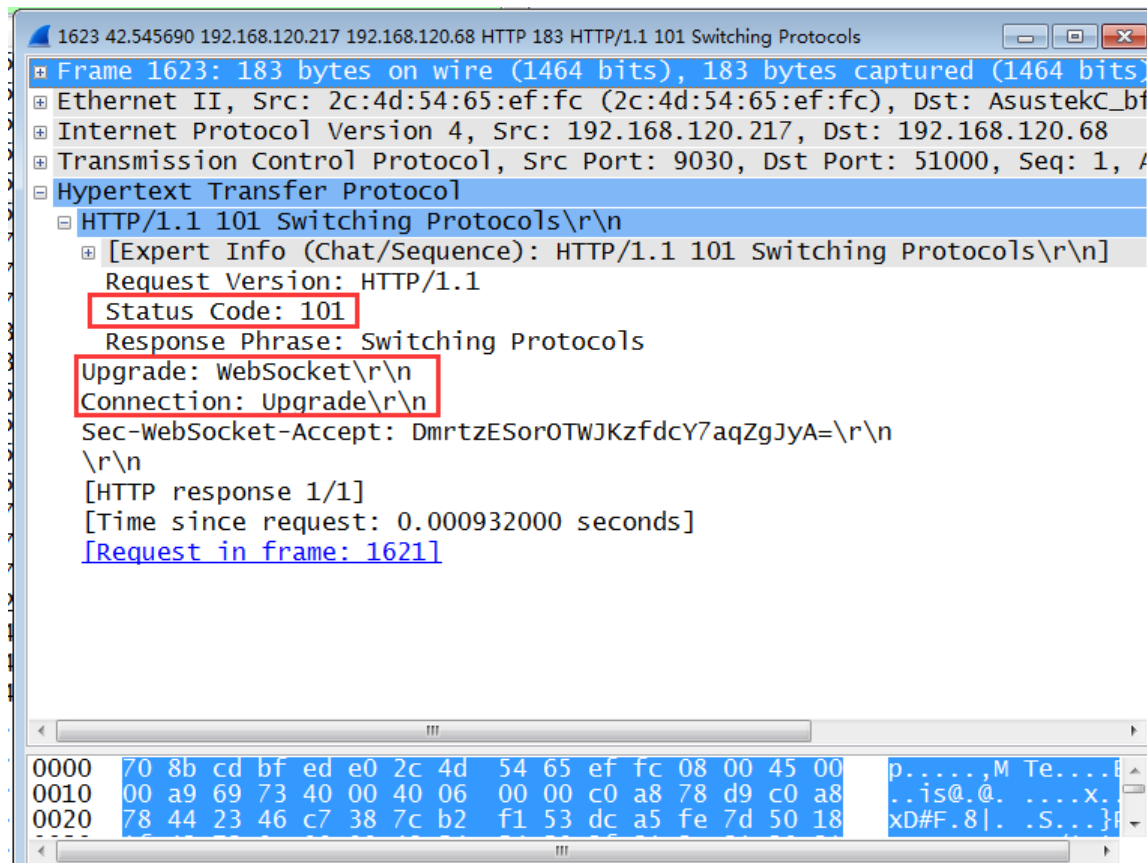 1623 42.545690 192.168.120.217 192.168.120.68 HTTP 183 HTTP/1.1 101 Switching Protocols
Frame 1623: 183 bytes on wire (1464 bits), 183 bytes captured (1464 bits)
Ethernet II, Src: 2c:4d:54:65:ef:fc (2c:4d:54:65:ef:fc), Dst: AsustekC_bf
Internet Protocol Version 4, Src: 192.168.120.217, Dst: 192.168.120.68
Transmission Control Protocol, Src Port: 9030, Dst Port: 51000, Seq: 1,
Hypertext Transfer Protocol
HTTP/1.1 101 Switching Protocols\r\n
[Expert Info (Chat/Sequence): HTTP/1.1 101 Switching Protocols\r\n]
Request Version: HTTP/1.1
Status Code: 101
Response Phrase: Switching Protocols
Upgrade: WebSocket\r\n
Connection: Upgrade\r\n
Sec-WebSocket-Accept: DmrtzESorOTWJKzfdcY7aqZgJyA=\r\n
\r\n
[HTTP response 1/1]
[Time since request: 0.000932000 seconds]
[Request in frame: 1621]
0000 70 8b cd bf ed e0 2c 4d 54 65 ef fc 08 00 45 00 p.....,M Te....E
0010 00 a9 69 73 40 00 40 06 00 00 c0 a8 78 d9 c0 a8 ..is@.@. ....x..
0020 78 44 23 46 c7 38 7c b2 f1 53 dc a5 fe 7d 50 18 xD#F.8|. .S...}P